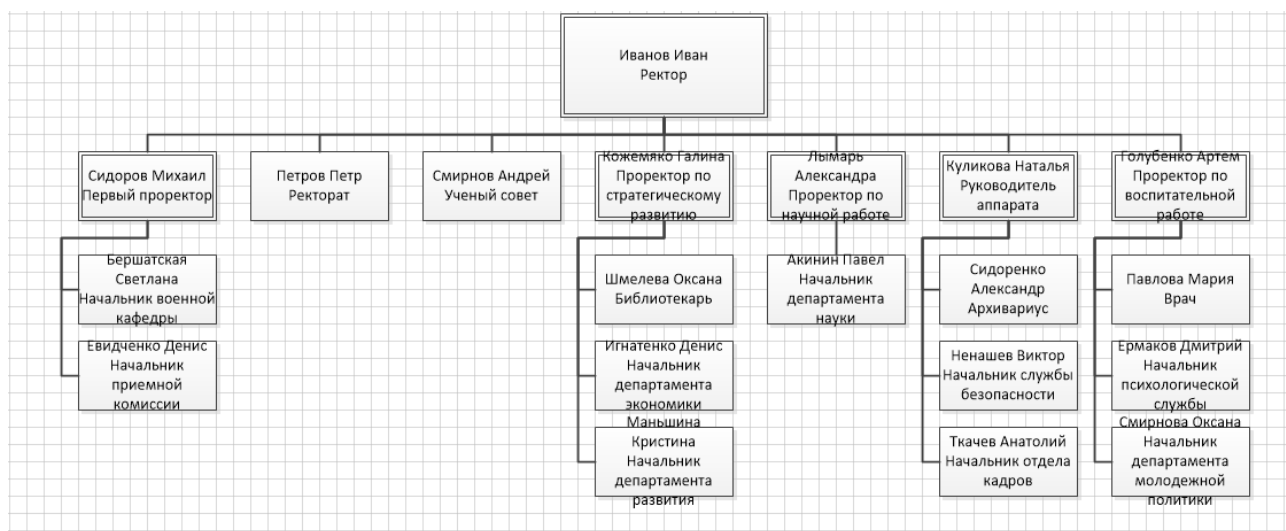 Иванов Иван
Ректор
Сидоров Михаил
Первый проректор
Петров Петр
Ректорат
Смирнов Андрей
Ученый совет
Кожемяко Галина
Проректор по
стратегическому
развитию
Лымарь
Александра
Проректор по
научной работе
Куликова Наталья
Руководитель
аппарата
Голубенко Артем
Проректор по
воспитательной
работе
Бершатская
Светлана
Начальник военной
кафедры
Евидченко Денис
Начальник
приемной
комиссии
Шмелева Оксана
Библиотекарь
Игнатенко Денис
Начальник
департамента
экономики
Маньшина
Кристина
Начальник
департамента
развития
Акинин Павел
Начальник
департамента
науки
Сидоренко
Александр
Архивариус
Ненашев Виктор
Начальник службы
безопасности
Ткачев Анатолий
Начальник отдела
кадров
Павлова Мария
Врач
Ермаков Дмитрий
Начальник
психологической
службы
Смирнова Оксана
Начальник
департамента
молодежной
политики